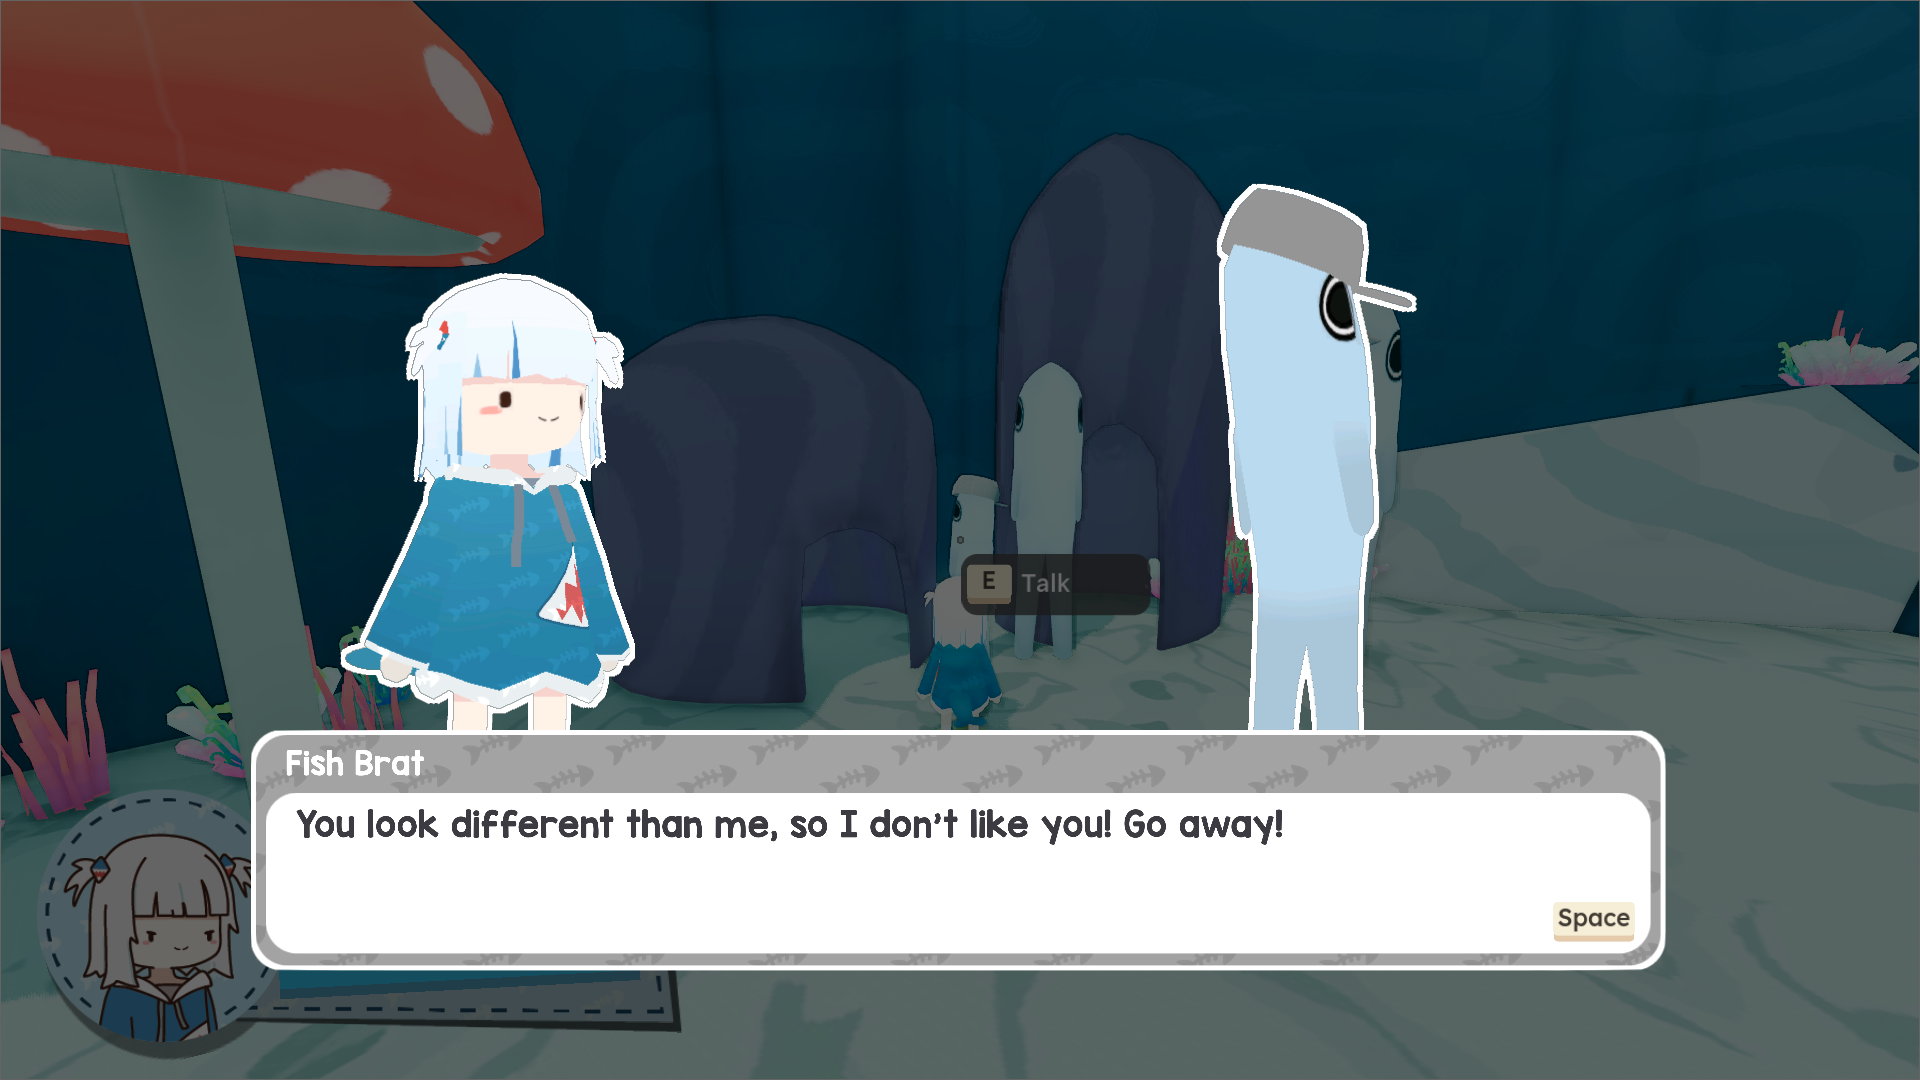 E Talk
Fish Brat
You look different than me, so I don't like you! Go away!
Space